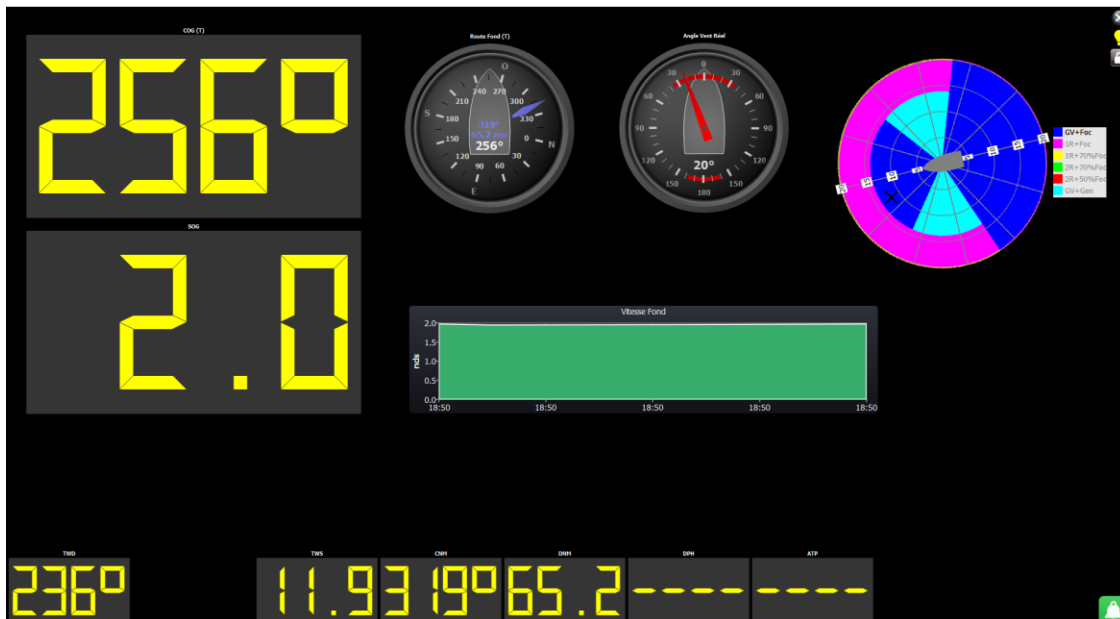 COG (T)
256°
SOG
2.0
Route Fond (T)
O
240 270
210 300
S 180 330
150 0 N
120 30
90 60
E
319°
65,2 nm
256°
Angle Vent Réel
0
30 30
60 60
90 90
120 120
150 150
180
20°
GV+Foc
1R+Foc
1R+70%Foc
2R+70%Foc
2R+50%Foc
GV+Gen
Vitesse Fond
nds
2.0
1.5
1.0
0.5
0.0
18:50 18:50 18:50 18:50 18:50
TWD
236°
TWS
11.9
CNM
319°
DNM
65.2
DPH
----
ATP
----